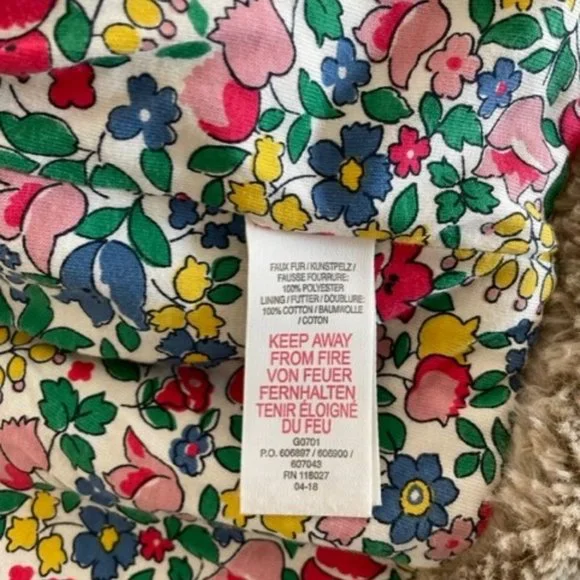 FAUX FUR / KUNSTPELZ /
FAUSSE FOURRURE:
100% POLYESTER
LINING / FUTTER / DOUBLURE:
100% COTTON / BAUMWOLLE
/ COTON
KEEP AWAY
FROM FIRE
VON FEUER
FERNHALTEN
TENIR ÉLOIGNÉ
DU FEU
G0701
P.O. 606897 / 606900 /
607043
RN 116027
04-18